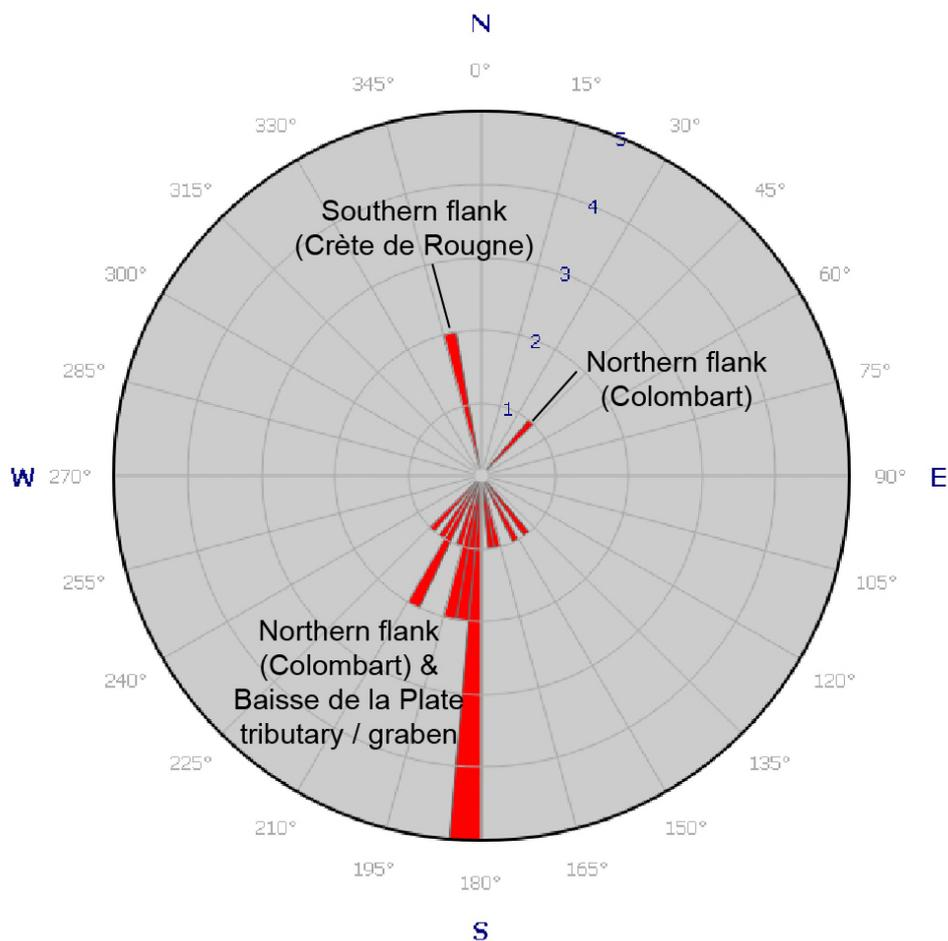 N
0°
345°
15°
330°
5
30°
315°
45°
4
Southern flank
(Crète de Rougne)
300°
3
60°
2
Northern flank
(Colombart)
285°
75°
1
W
270°
90°
E
255°
105°
Northern flank
(Colombart) &
Baisse de la Plate
tributary / graben
240°
120°
225°
135°
210°
150°
195°
165°
180°
S